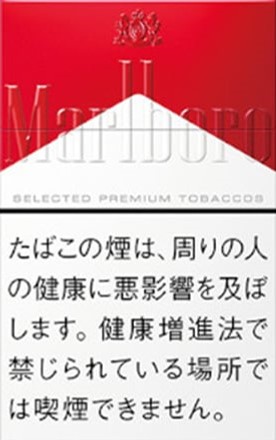 Marlboro
SELECTED PREMIUM TOBACCOS
たばこの煙は、周りの人
の健康に悪影響を及ぼ
します。健康増進法で
禁じられている場所で
は喫煙できません。